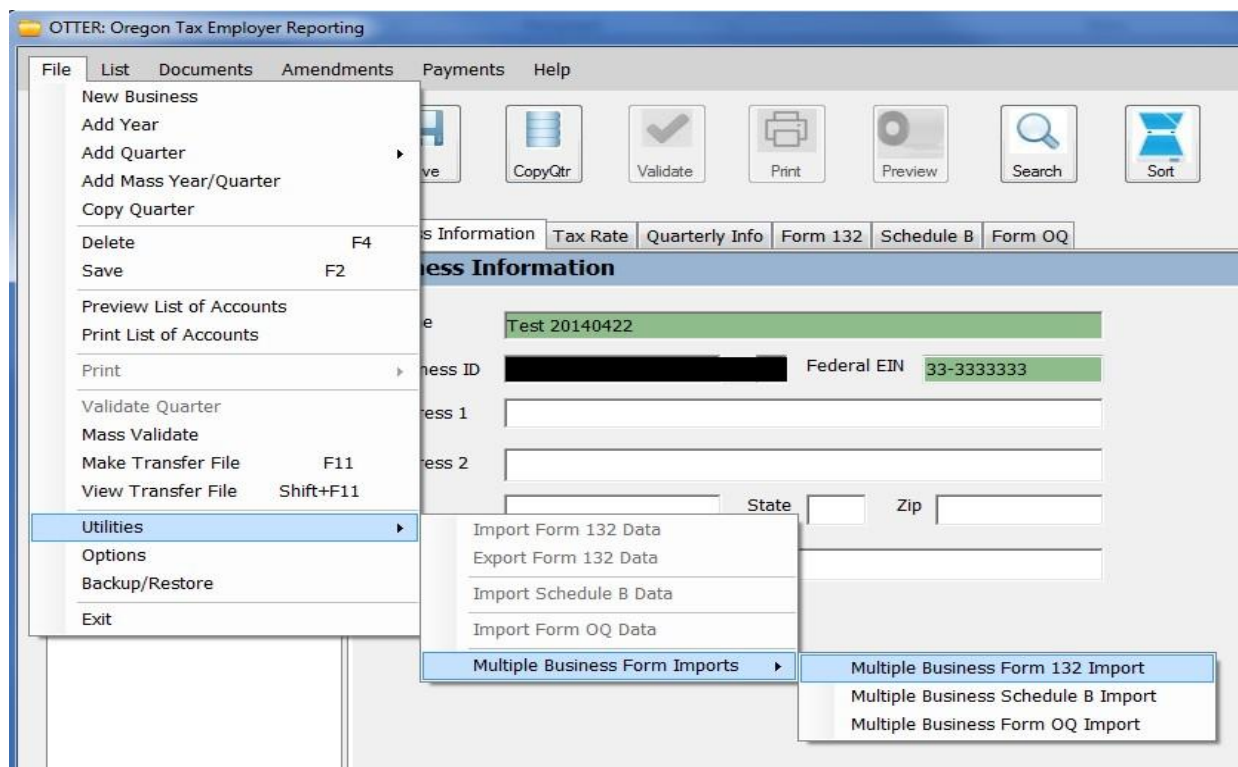 OTTER: Oregon Tax Employer Reporting
File List Documents Amendments Payments Help
New Business
Add Year
Add Quarter
Add Mass Year/Quarter
Copy Quarter
Delete F4
Save F2
Preview List of Accounts
Print List of Accounts
Print
Validate Quarter
Mass Validate
Make Transfer File F11
View Transfer File Shift+F11
Utilities
Options
Backup/Restore
Exit
ve CopyQtr Validate Print Preview Search Sort
s Information Tax Rate Quarterly Info Form 132 Schedule B Form OQ
ness Information
e Test 20140422
ness ID Federal EIN 33-3333333
ress 1
ress 2
State Zip
Import Form 132 Data
Export Form 132 Data
Import Schedule B Data
Import Form OQ Data
Multiple Business Form Imports
Multiple Business Form 132 Import
Multiple Business Schedule B Import
Multiple Business Form OQ Import